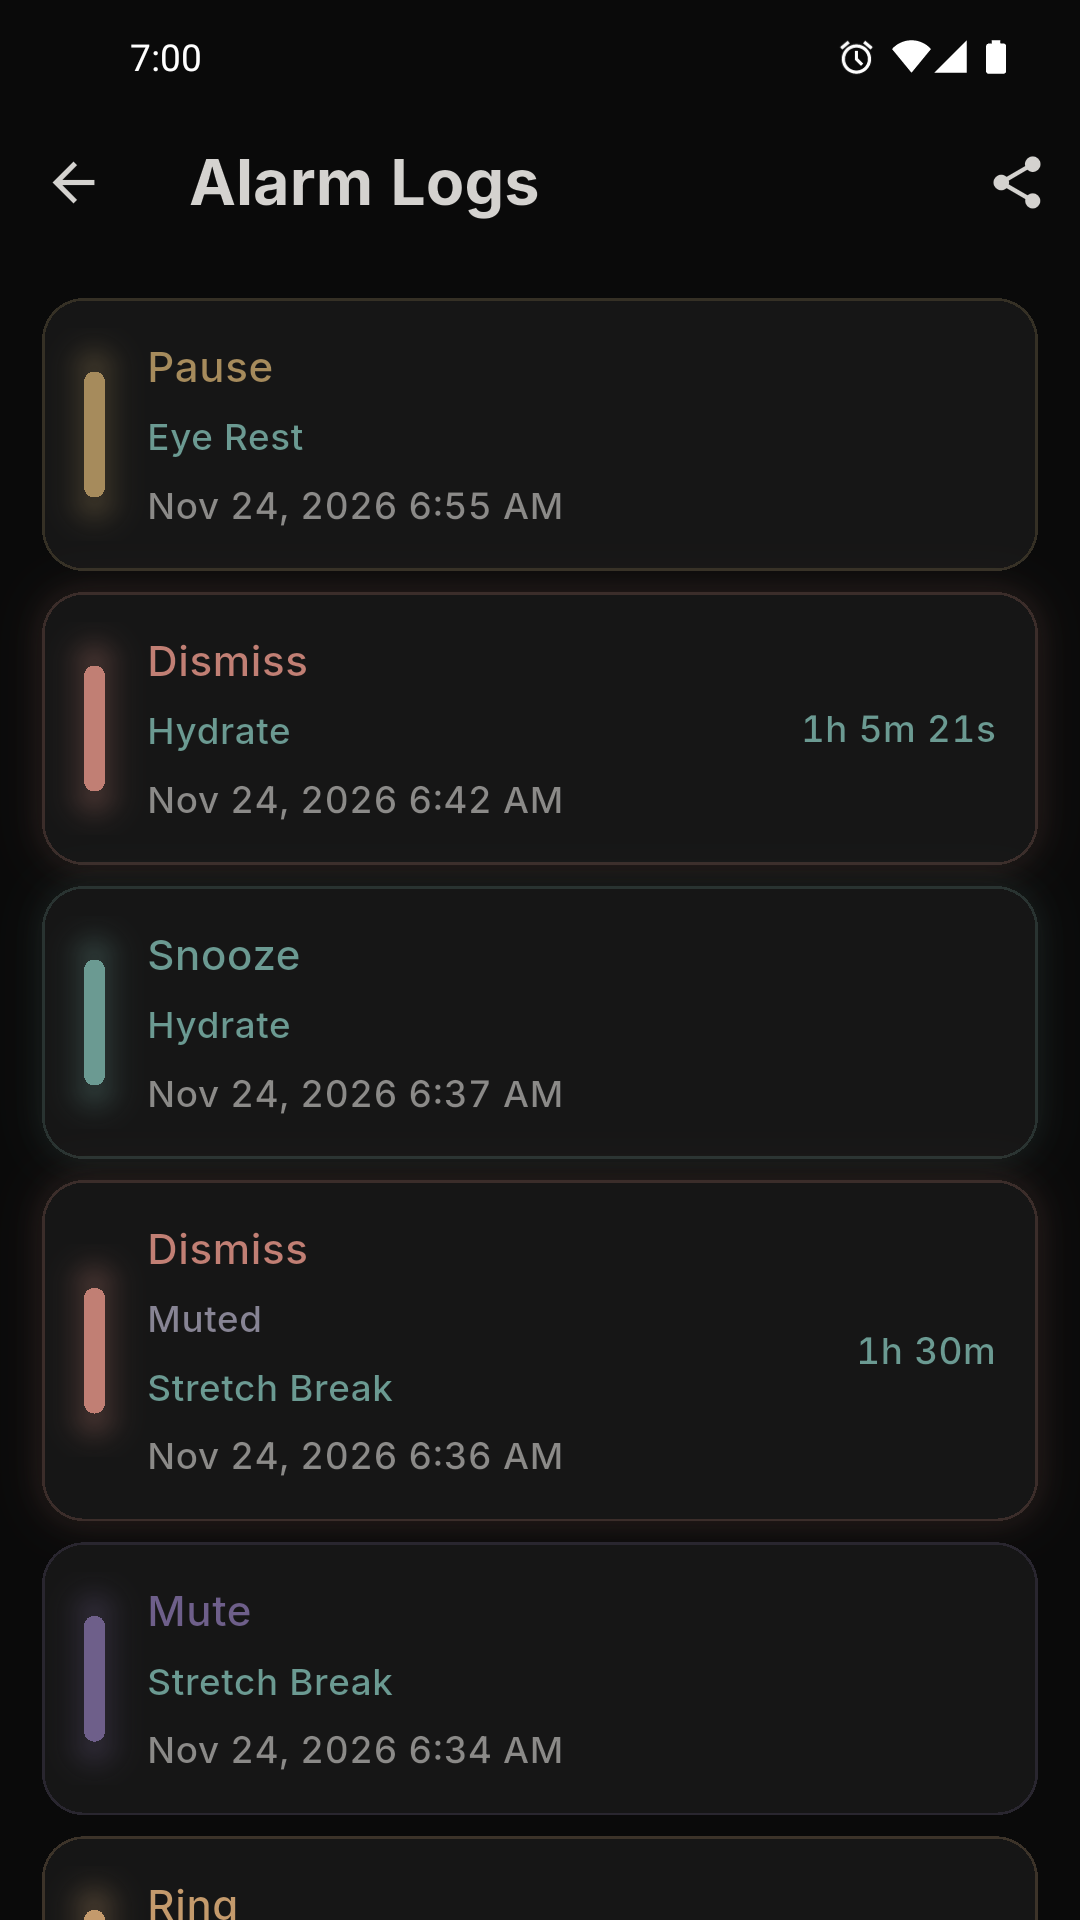 7:00
Alarm Logs
Pause
Eye Rest
Nov 24, 2026 6:55 AM
Dismiss
Hydrate
1h 5m 21s
Nov 24, 2026 6:42 AM
Snooze
Hydrate
Nov 24, 2026 6:37 AM
Dismiss
Muted
1h 30m
Stretch Break
Nov 24, 2026 6:36 AM
Mute
Stretch Break
Nov 24, 2026 6:34 AM
Ring